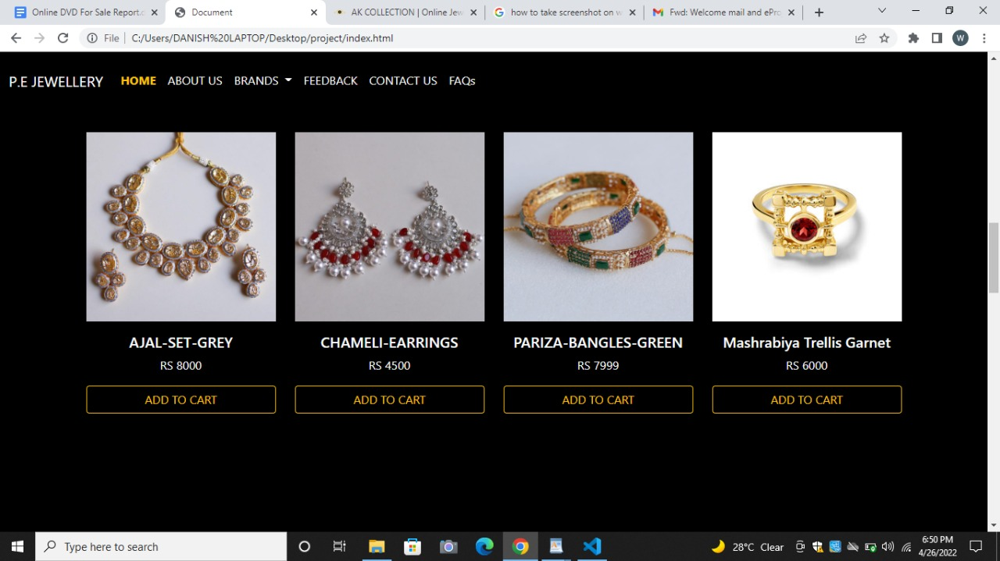 Online DVD For Sale Report.c
Document
AK COLLECTION | Online Jew
how to take screenshot on w
Fwd: Welcome mail and ePro
File C:/Users/DANISH%20LAPTOP/Desktop/project/index.html
W
P.E JEWELLERY HOME ABOUT US BRANDS FEEDBACK CONTACT US FAQs
AJAL-SET-GREY
RS 8000
ADD TO CART
CHAMELI-EARRINGS
RS 4500
ADD TO CART
PARIZA-BANGLES-GREEN
RS 7999
ADD TO CART
Mashrabiya Trellis Garnet
RS 6000
ADD TO CART
Type here to search
28°C Clear
6:50 PM
4/26/2022